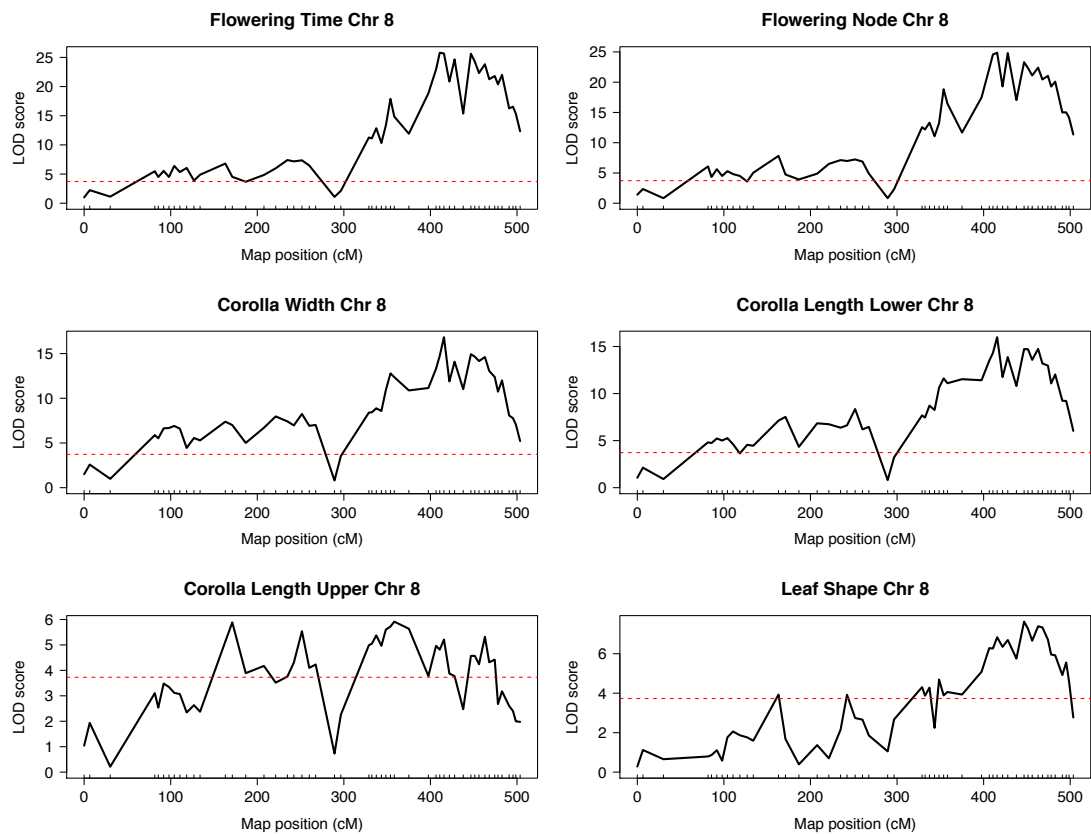 Flowering Time Chr 8
LOD score
25
20
15
10
5
0
0 100 200 300 400 500
Map position (cM)
Flowering Node Chr 8
LOD score
25
20
15
10
5
0
0 100 200 300 400 500
Map position (cM)
Corolla Width Chr 8
LOD score
15
10
5
0
0 100 200 300 400 500
Map position (cM)
Corolla Length Lower Chr 8
LOD score
15
10
5
0
0 100 200 300 400 500
Map position (cM)
Corolla Length Upper Chr 8
LOD score
6
5
4
3
2
1
0
0 100 200 300 400 500
Map position (cM)
Leaf Shape Chr 8
LOD score
6
4
2
0
0 100 200 300 400 500
Map position (cM)